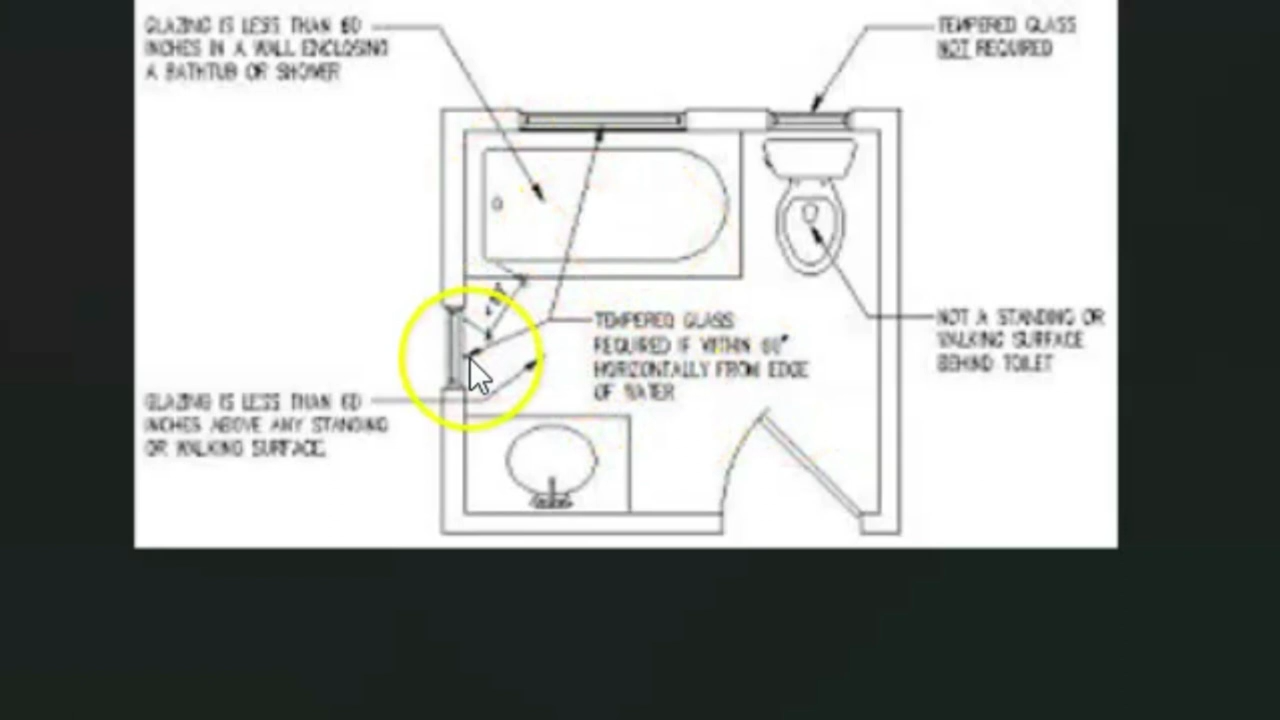 GLAZING IS LESS THAN 60
INCHES IN A WALL ENCLOSING
A BATHTUB OR SHOWER
TEMPERED GLASS
NOT REQUIRED
TEMPERED GLASS
REQUIRED IF WITHIN 60"
HORIZONTALLY FROM EDGE
OF WATER
NOT A STANDING OR
WALKING SURFACE
BEHIND TOILET
GLAZING IS LESS THAN 60
INCHES ABOVE ANY STANDING
OR WALKING SURFACE.